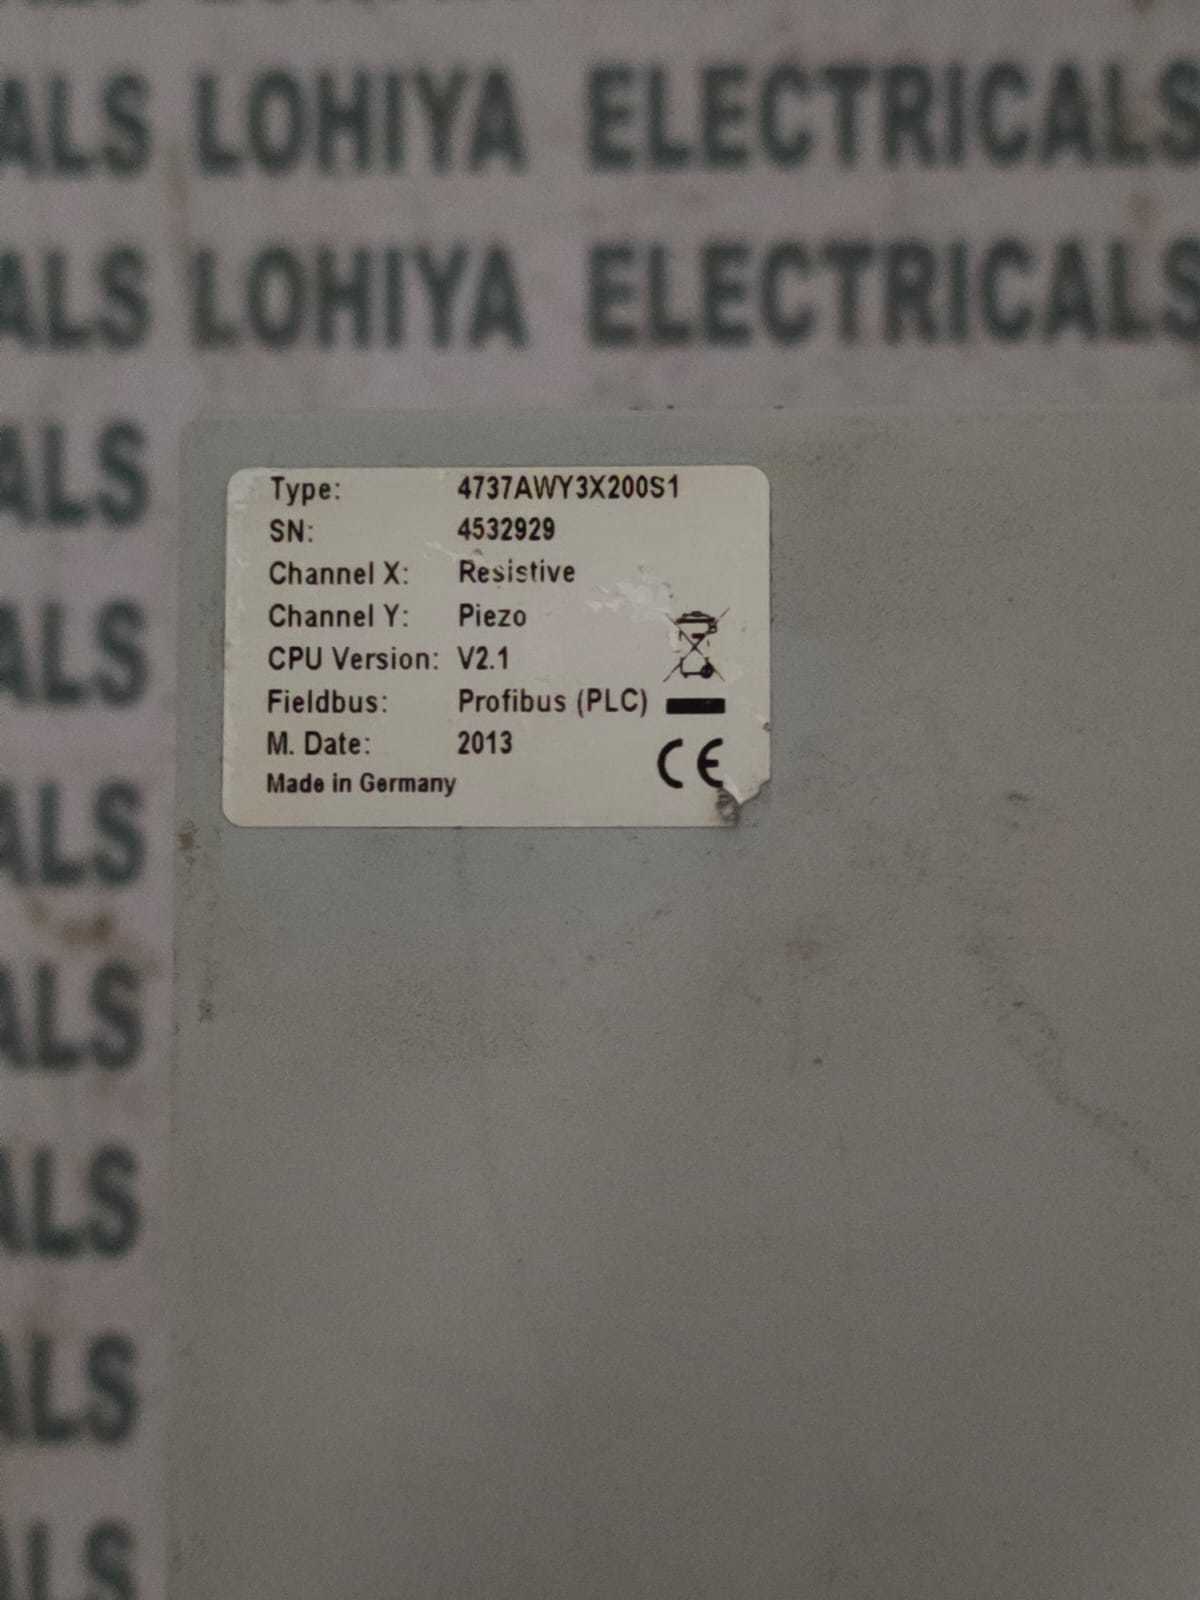 ALS LOHIYA ELECTRICALS
ALS LOHIYA ELECTRICALS
ALS
Type: 4737AWY3X200S1
SN: 4532929
Channel X: Resistive
ALS
Channel Y: Piezo
CPU Version: V2.1
Fieldbus: Profibus (PLC)
M. Date: 2013
Made in Germany
CE
ALS
ALS
ALS
ALS
ALS